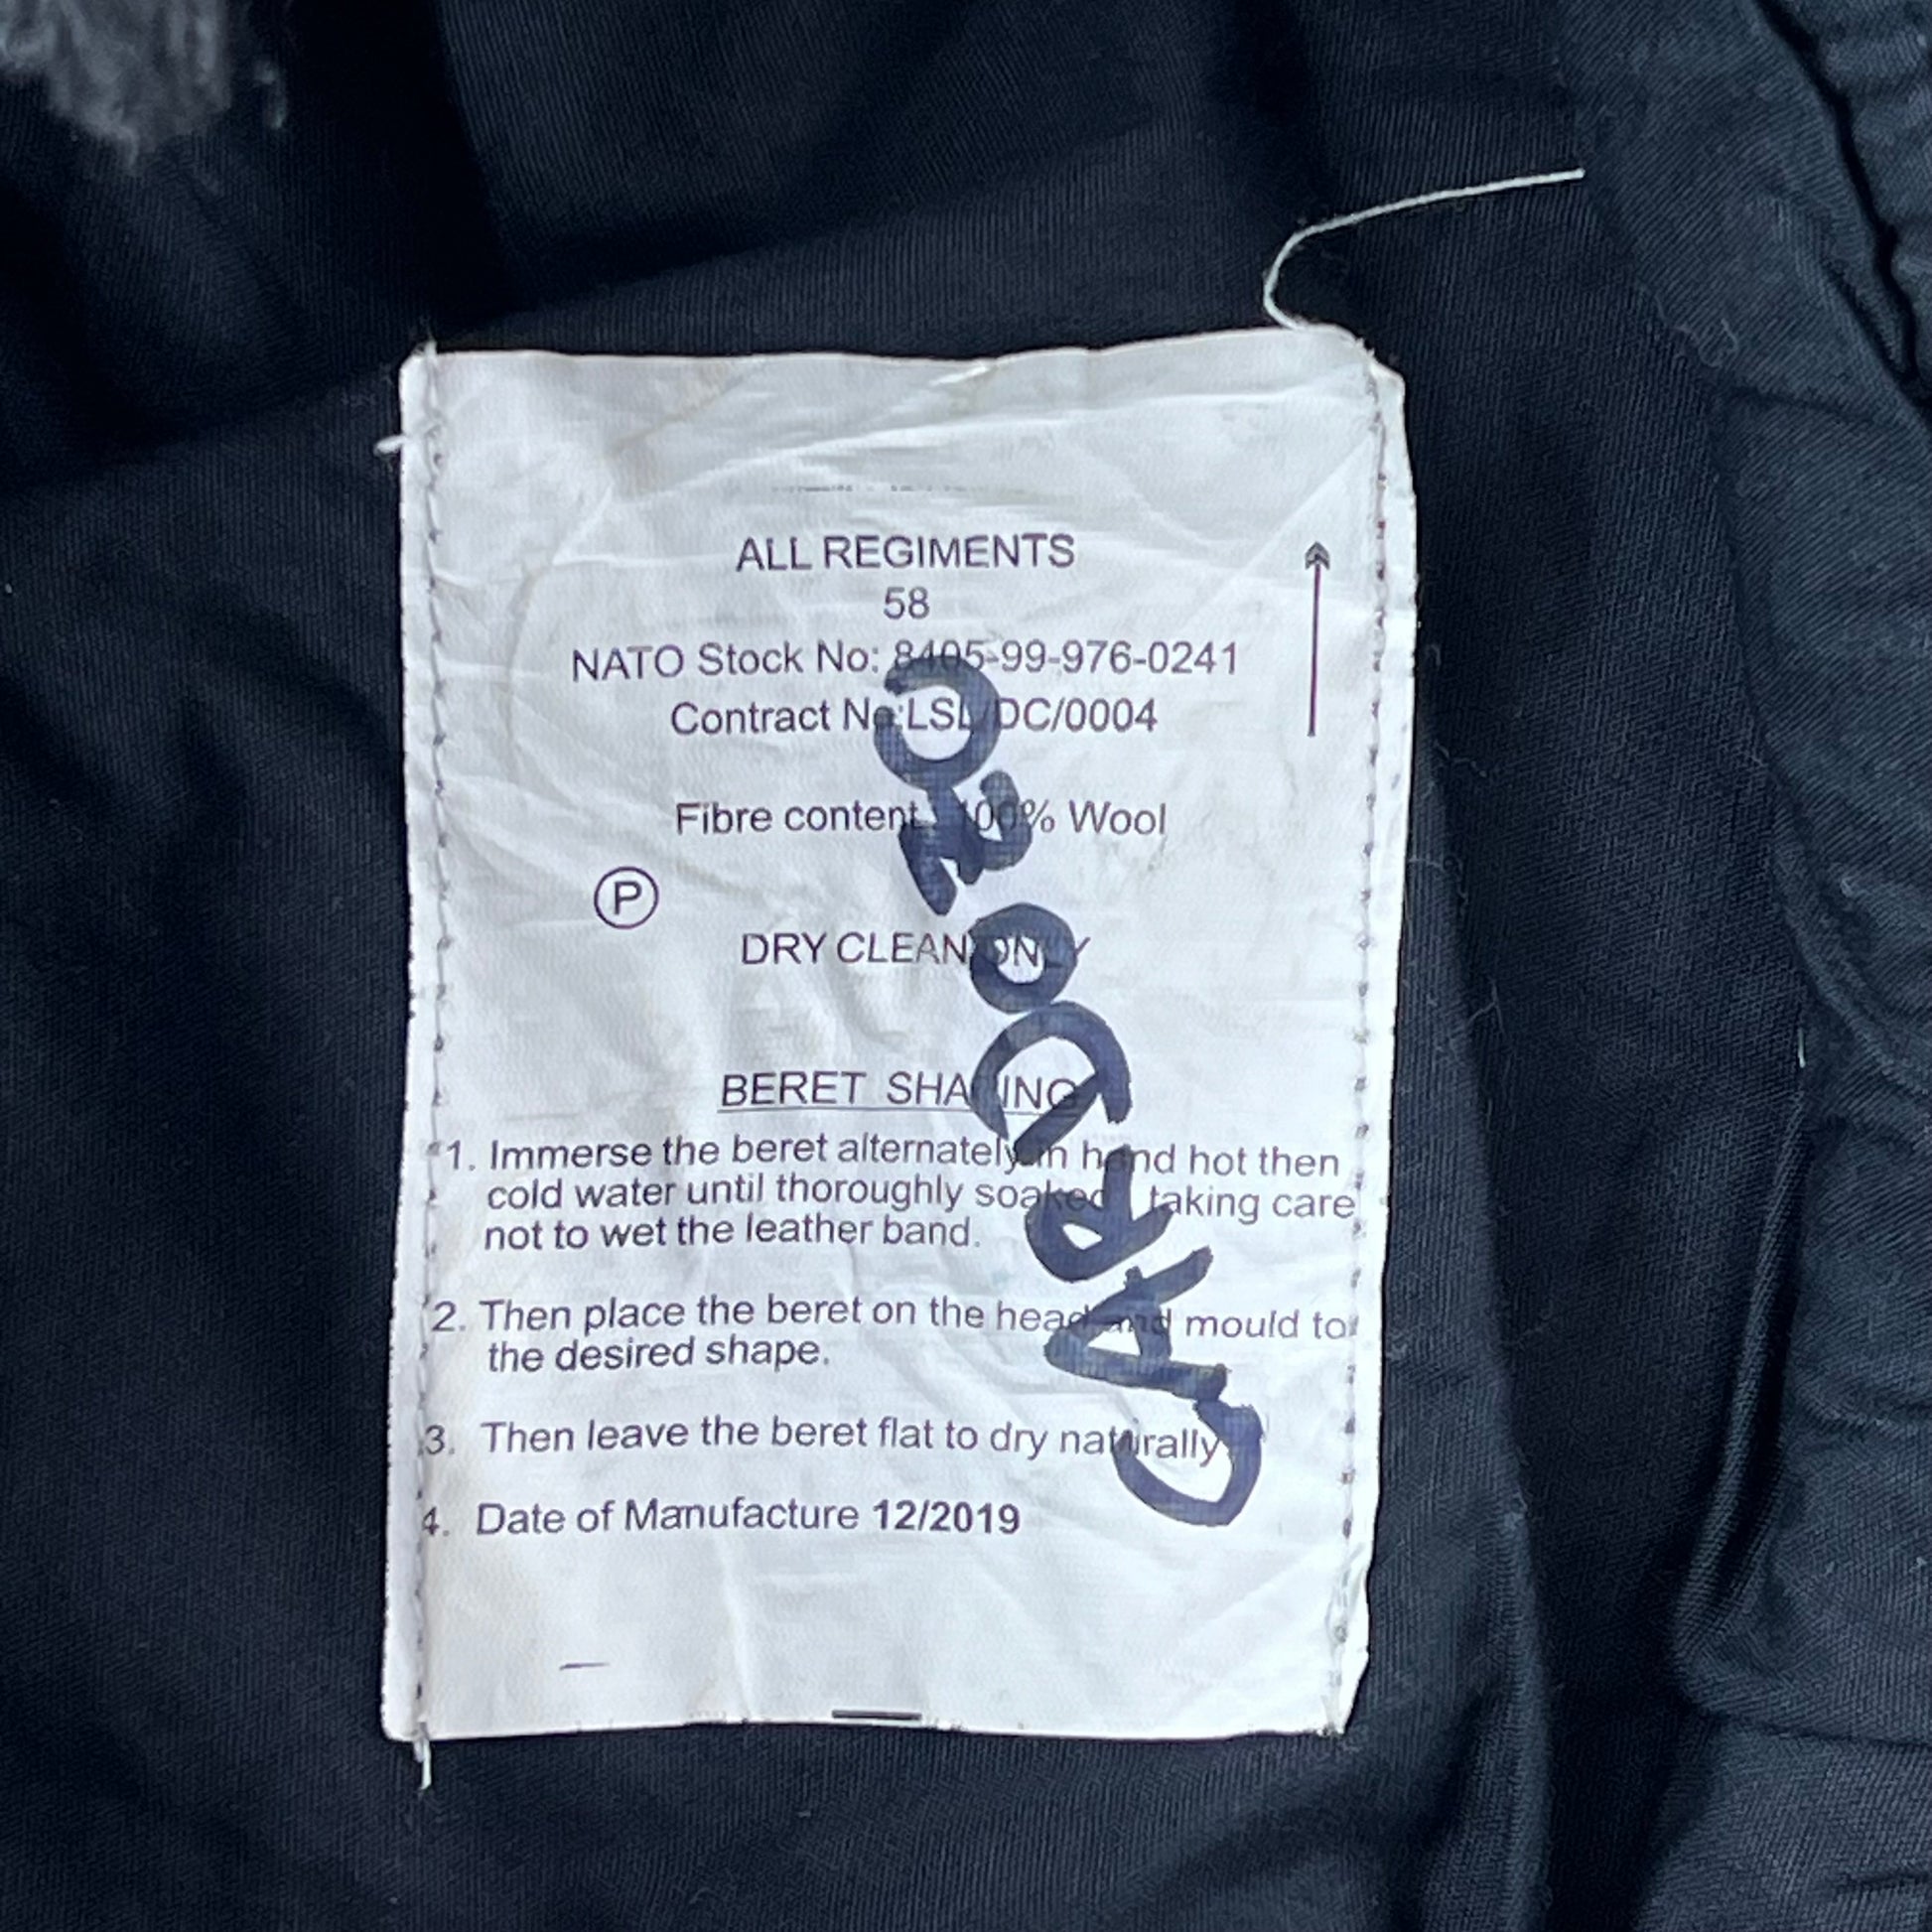 ALL REGIMENTS
58
NATO Stock No: 8405-99-976-0241
Contract No:LSL/DC/0004
Fibre content: 100% Wool
P
DRY CLEAN ONLY
BERET SHAPING
1. Immerse the beret alternately in hand hot then
cold water until thoroughly soaked, taking care
not to wet the leather band.
2. Then place the beret on the head and mould to
the desired shape.
3. Then leave the beret flat to dry naturally
4. Date of Manufacture 12/2019